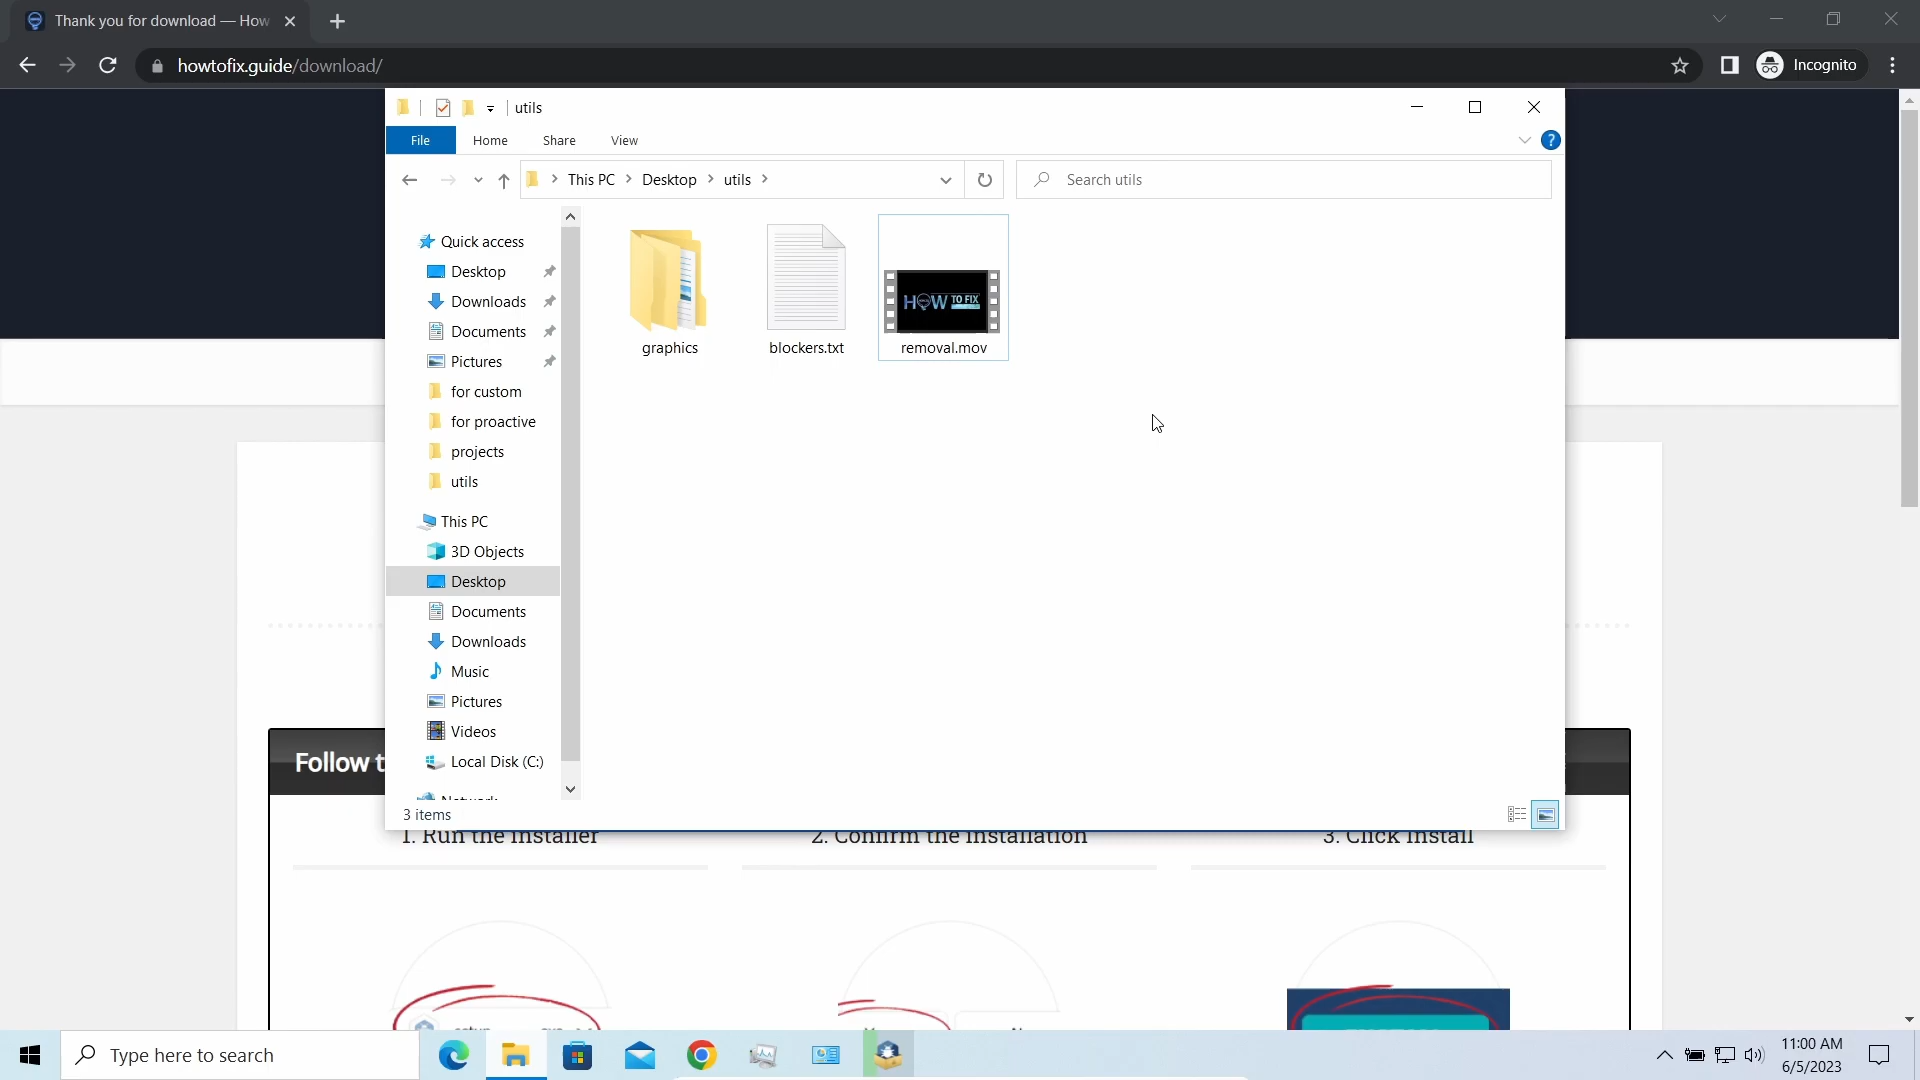 Thank you for download — How
howtofix.guide/download/
Incognito
utils
File
Home
Share
View
This PC
Desktop
utils
Search utils
Quick access
Desktop
Downloads
Documents
Pictures
for custom
for proactive
projects
utils
This PC
3D Objects
Desktop
Documents
Downloads
Music
Pictures
Videos
Local Disk (C:)
Network
graphics
blockers.txt
HOW TO FIX
removal.mov
3 items
Follow t
1. Run the installer
2. Confirm the installation
3. Click Install
Type here to search
11:00 AM
6/5/2023